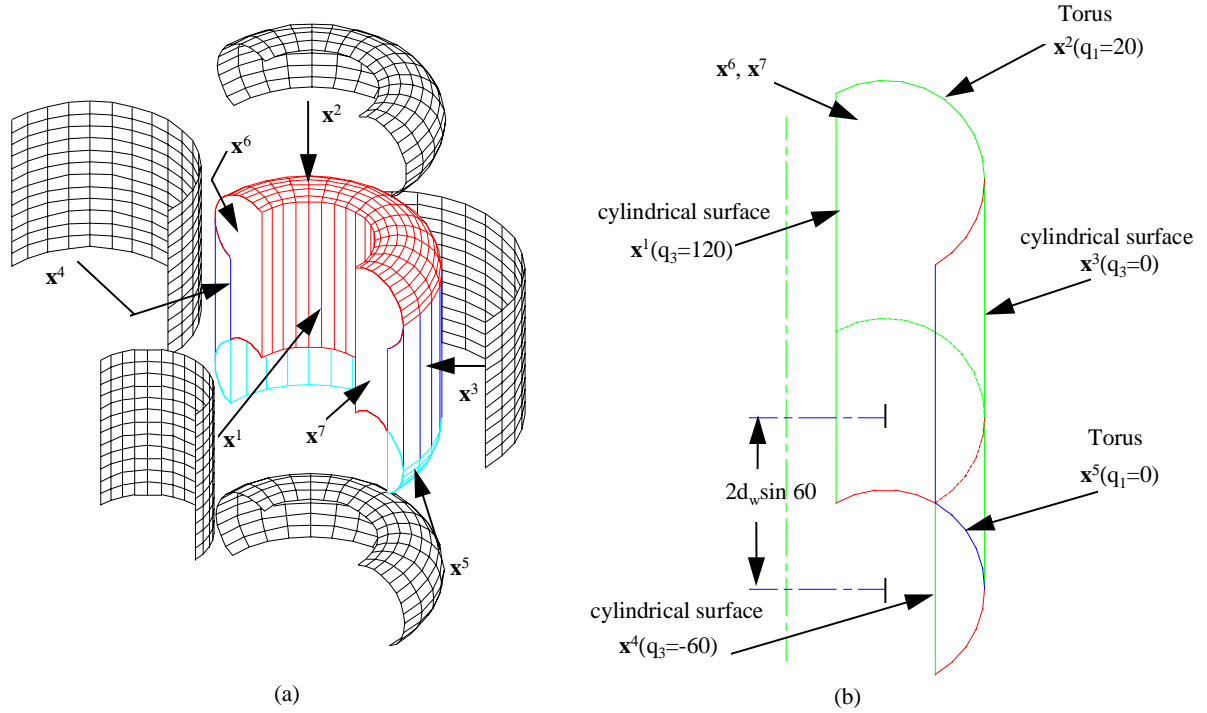 x²
x⁶
x⁴
x³
x¹
x⁷
x⁵
(a)
Torus
x²(q₁=20)
x⁶, x⁷
cylindrical surface
x¹(q₃=120)
cylindrical surface
x³(q₃=0)
Torus
x⁵(q₁=0)
2d_w sin 60
cylindrical surface
x⁴(q₃=-60)
(b)